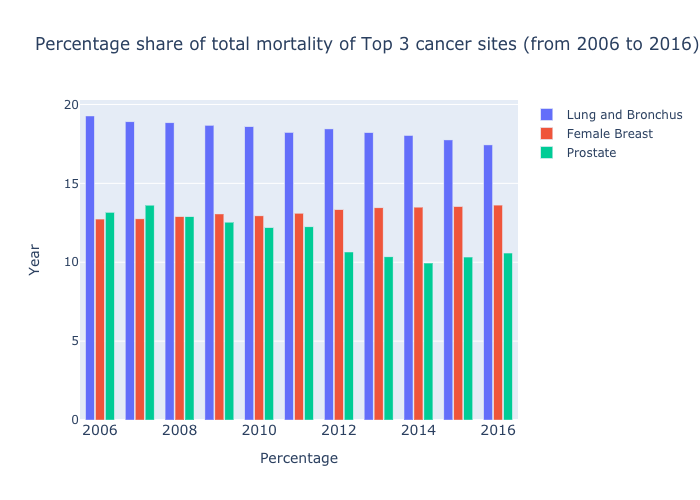 Percentage share of total mortality of Top 3 cancer sites (from 2006 to 2016)
Lung and Bronchus
Female Breast
Prostate
20
15
10
5
0
Year
2006
2008
2010
2012
2014
2016
Percentage